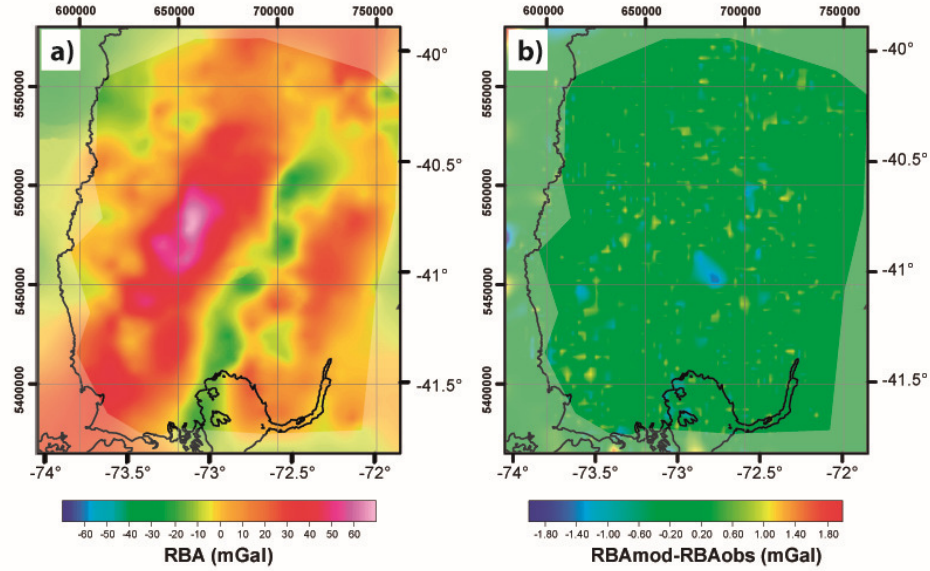 600000 650000 700000 750000 600000 650000 700000 750000
a) b)
-40° -40°
5550000 5550000
-40.5° -40.5°
5500000 5500000
-41° -41°
5450000 5450000
-41.5° -41.5°
5400000 5400000
-74° -73.5 -73 -72.5 -72 -74° -73.5 -73 -72.5 -72
-60 -50 -40 -30 -20 -10 0 10 20 30 40 50 60 -1.80 -1.40 -0.60 -0.20 0.20 0.60 1.00 1.40 1.80
RBA (mGal) RBAmod-RBAobs (mGal)